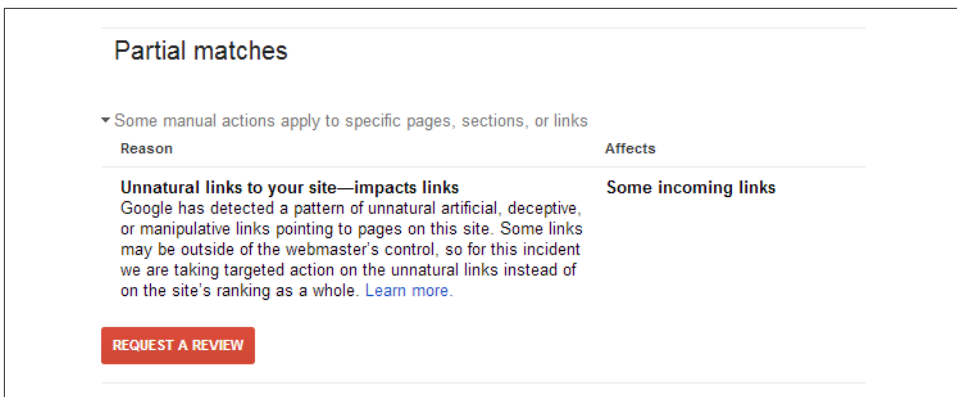 Partial matches
Some manual actions apply to specific pages, sections, or links
Reason Affects
Unnatural links to your site—impacts links Some incoming links
Google has detected a pattern of unnatural artificial, deceptive,
or manipulative links pointing to pages on this site. Some links
may be outside of the webmaster's control, so for this incident
we are taking targeted action on the unnatural links instead of
on the site's ranking as a whole. Learn more.
REQUEST A REVIEW